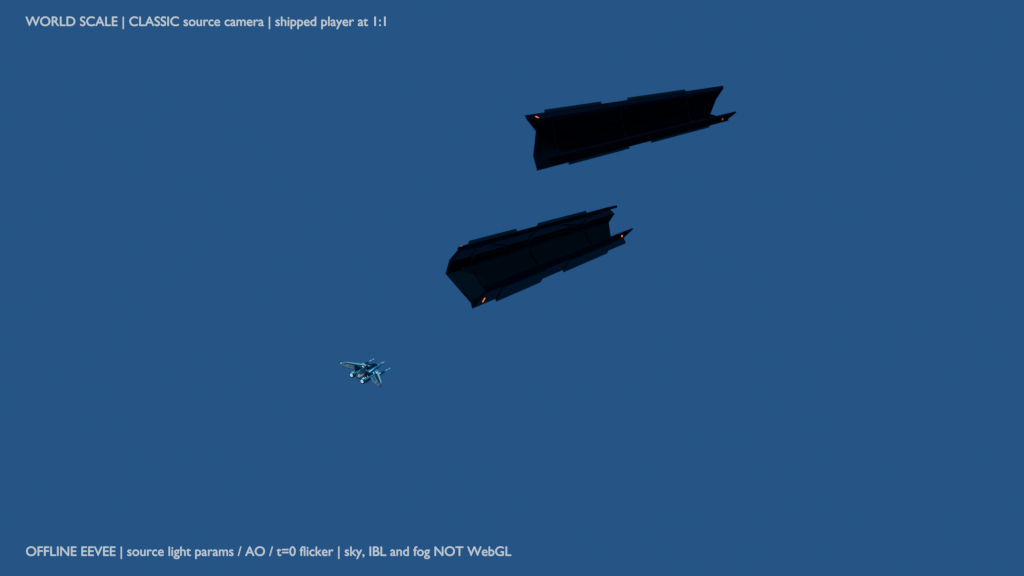 WORLD SCALE | CLASSIC source camera | shipped player at 1:1
OFFLINE EEVEE | source light params / AO / t=0 flicker | sky, IBL and fog NOT WebGL